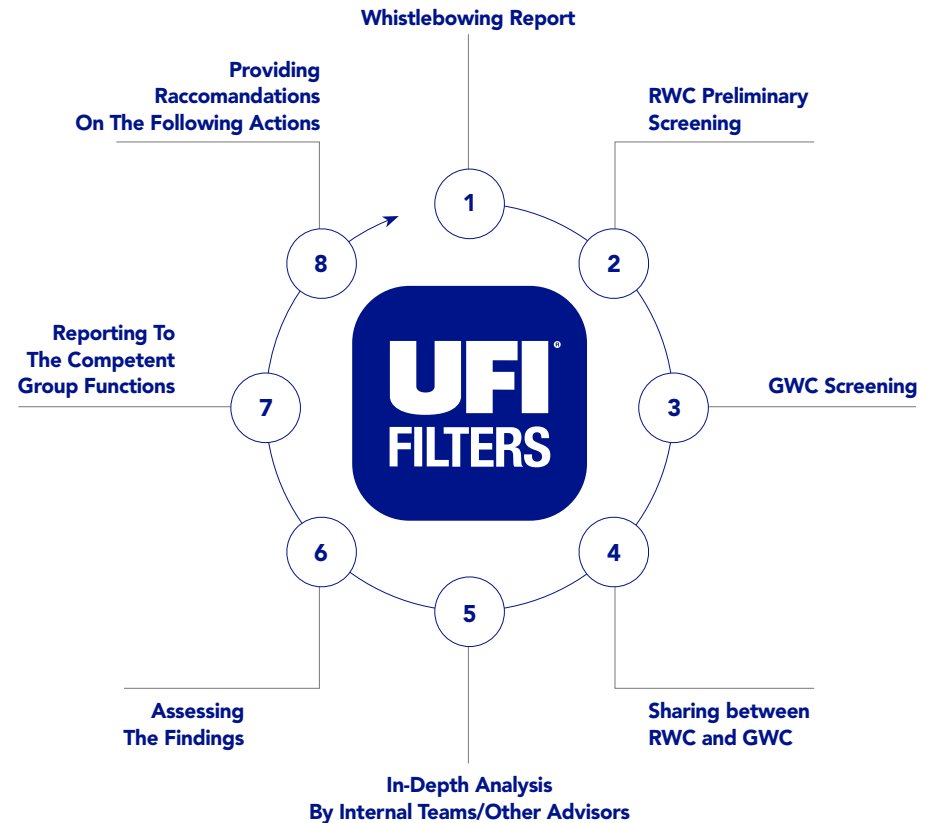 Whistlebowing Report
1
RWC Preliminary
Screening
2
GWC Screening
3
Sharing between
RWC and GWC
4
In-Depth Analysis
By Internal Teams/Other Advisors
5
Assessing
The Findings
6
Reporting To
The Competent
Group Functions
7
Providing
Raccomandations
On The Following Actions
8
UFI®
FILTERS